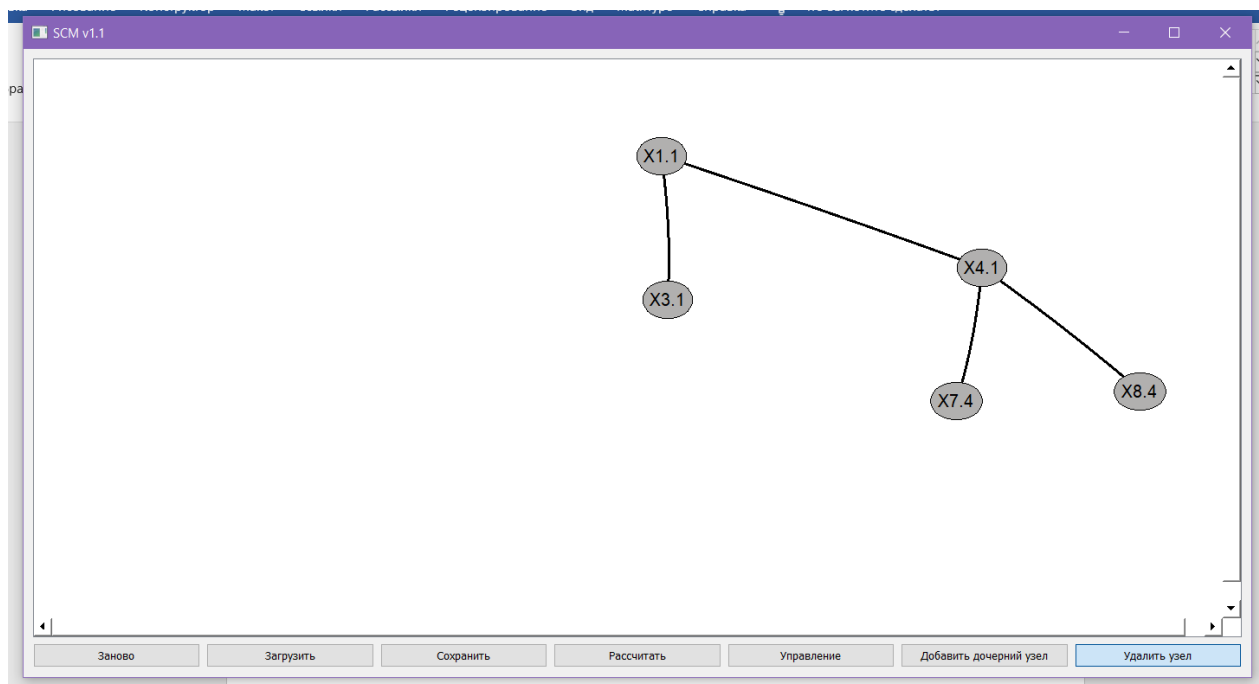 SCM v1.1
ра
X1.1
X4.1
X3.1
X7.4
X8.4
Заново Загрузить Сохранить Рассчитать Управление Добавить дочерний узел Удалить узел